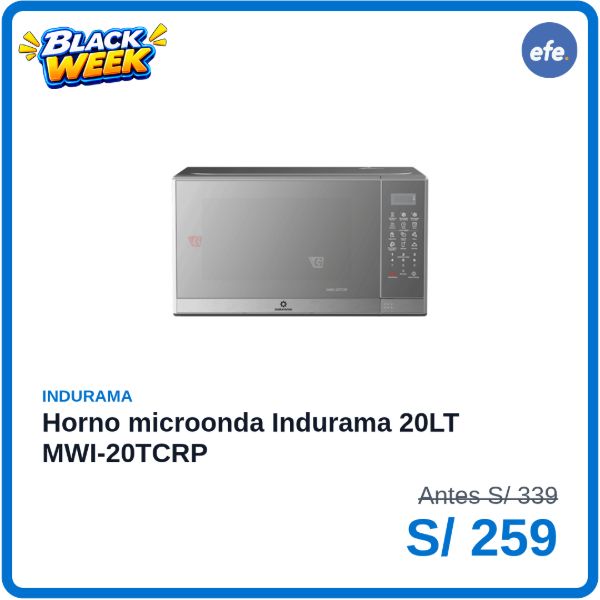 BLACK
WEEK
efe.
INDURAMA
Horno microonda Indurama 20LT
MWI-20TCRP
Antes S/ 339
S/ 259